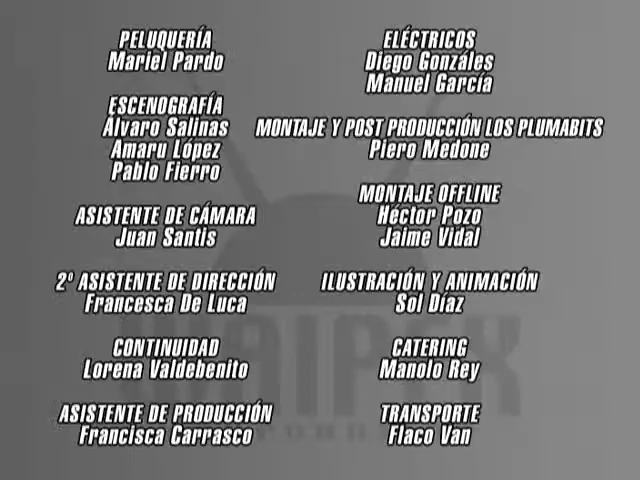 PELUQUERÍA
Mariel Pardo
ESCENOGRAFÍA
Álvaro Salinas
Amaru López
Pablo Fierro
ASISTENTE DE CÁMARA
Juan Santis
2º ASISTENTE DE DIRECCIÓN
Francesca De Luca
CONTINUIDAD
Lorena Valdebenito
ASISTENTE DE PRODUCCIÓN
Francisca Carrasco
ELÉCTRICOS
Diego Gonzáles
Manuel García
MONTAJE Y POST PRODUCCIÓN LOS PLUMABITS
Piero Medone
MONTAJE OFFLINE
Héctor Pozo
Jaime Vidal
ILUSTRACIÓN Y ANIMACIÓN
Sol Díaz
CATERING
Manolo Rey
TRANSPORTE
Flaco Van